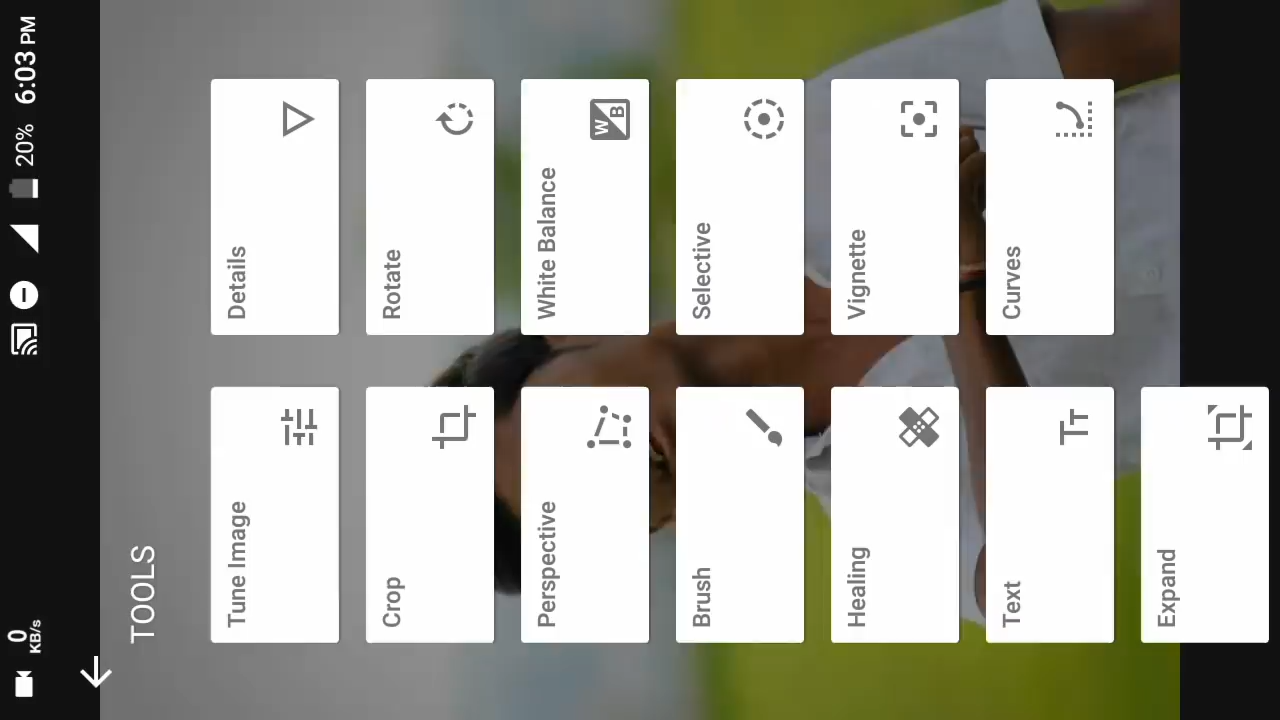 0
KB/s
20% 6:03 PM
TOOLS
Tune Image
Details
Crop
Rotate
Perspective
White Balance
WB
Brush
Selective
Healing
Vignette
Text
Curves
Expand